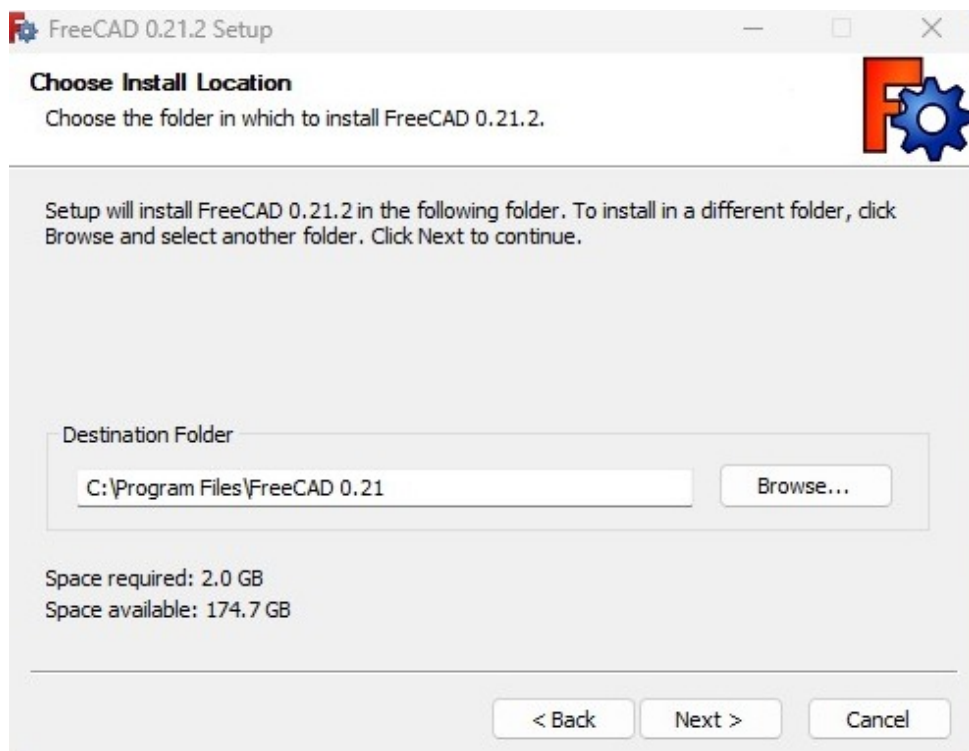 FreeCAD 0.21.2 Setup
Choose Install Location
Choose the folder in which to install FreeCAD 0.21.2.
Setup will install FreeCAD 0.21.2 in the following folder. To install in a different folder, click
Browse and select another folder. Click Next to continue.
Destination Folder
C:\Program Files\FreeCAD 0.21
Browse...
Space required: 2.0 GB
Space available: 174.7 GB
< Back
Next >
Cancel